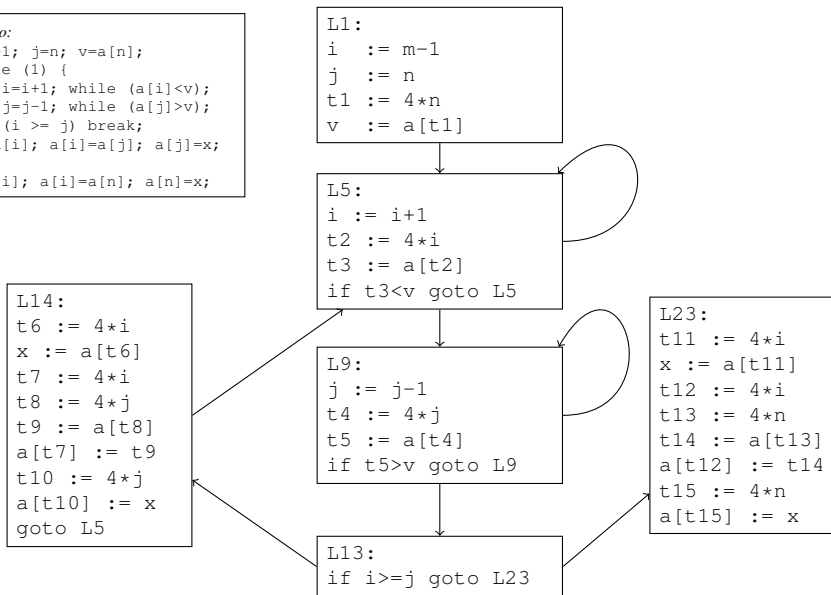 o:
1; j=n; v=a[n];
e (1) {
i=i+1; while (a[i]<v);
j=j-1; while (a[j]>v);
(i >= j) break;
[i]; a[i]=a[j]; a[j]=x;
i]; a[i]=a[n]; a[n]=x;
L1:
i := m-1
j := n
t1 := 4*n
v := a[t1]
L5:
i := i+1
t2 := 4*i
t3 := a[t2]
if t3<v goto L5
L14:
t6 := 4*i
x := a[t6]
t7 := 4*i
t8 := 4*j
t9 := a[t8]
a[t7] := t9
t10 := 4*j
a[t10] := x
goto L5
L9:
j := j-1
t4 := 4*j
t5 := a[t4]
if t5>v goto L9
L23:
t11 := 4*i
x := a[t11]
t12 := 4*i
t13 := 4*n
t14 := a[t13]
a[t12] := t14
t15 := 4*n
a[t15] := x
L13:
if i>=j goto L23